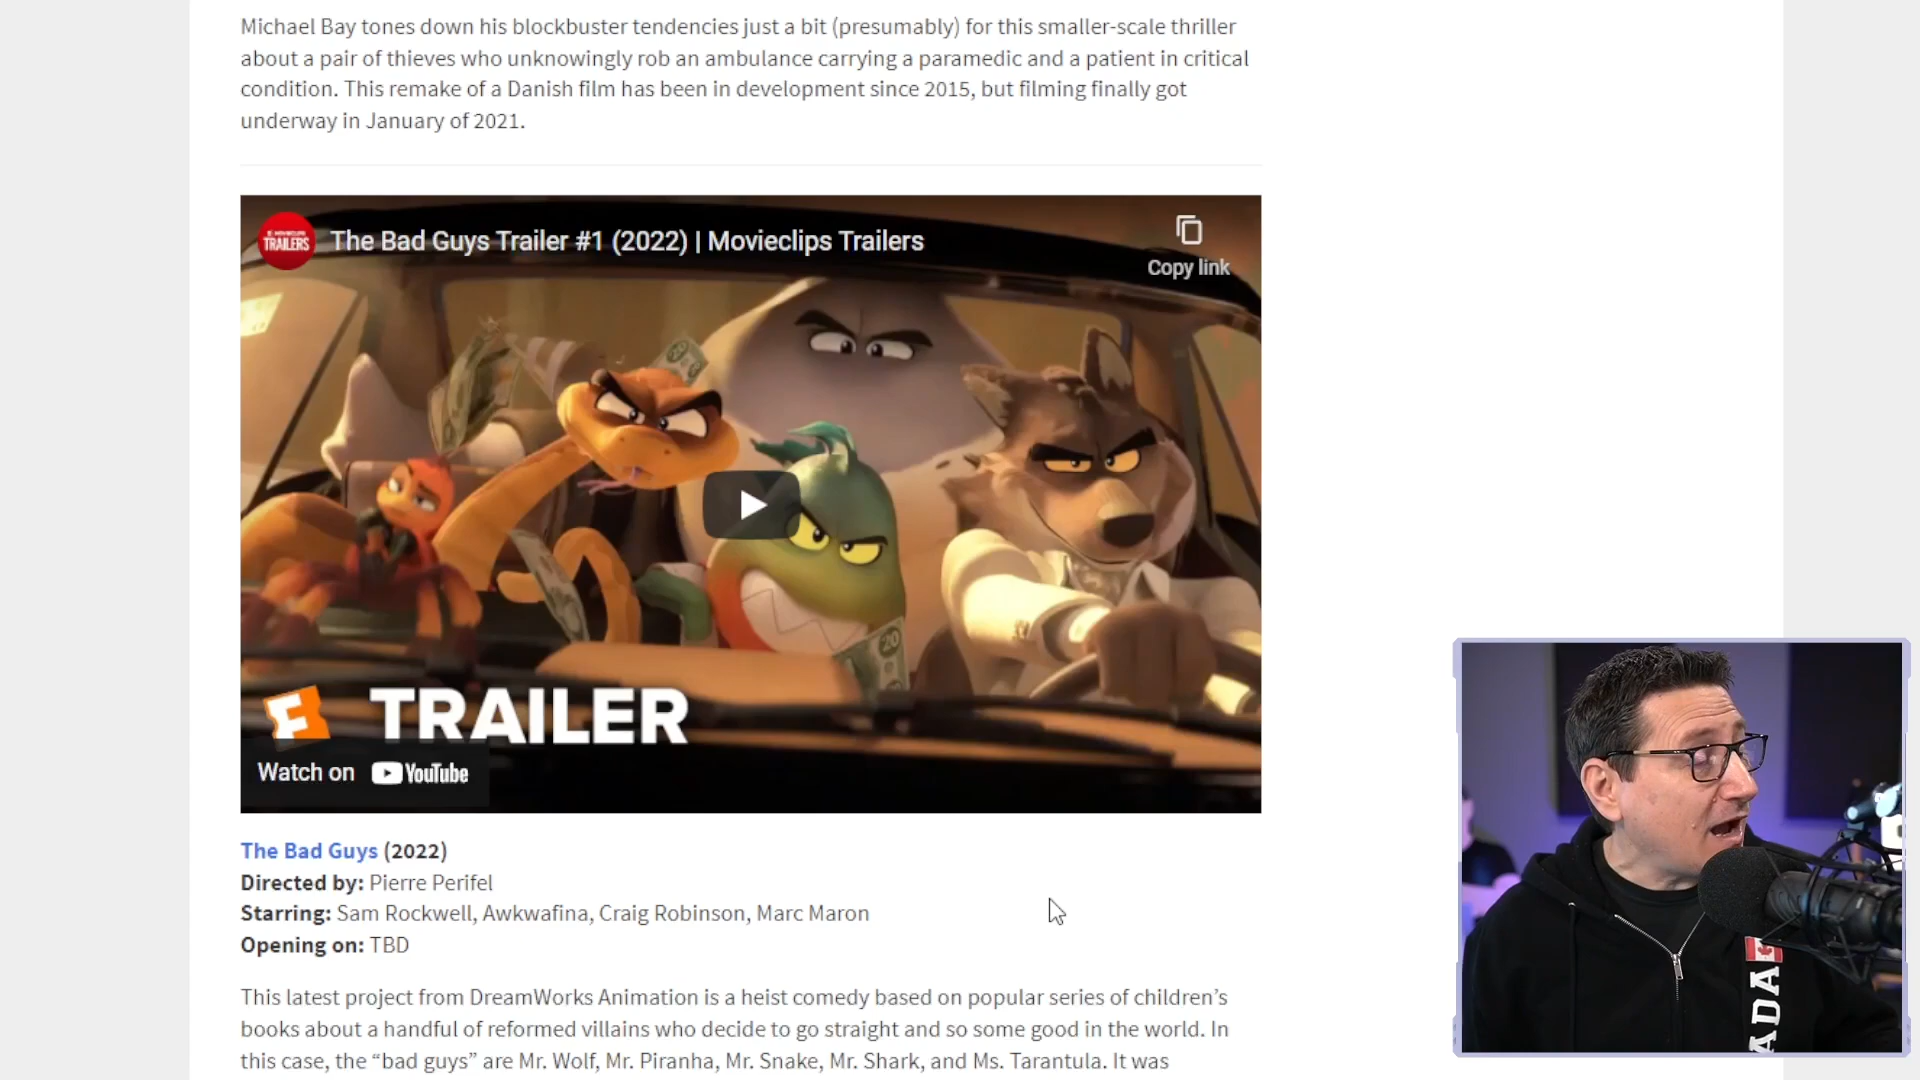 Michael Bay tones down his blockbuster tendencies just a bit (presumably) for this smaller-scale thriller
about a pair of thieves who unknowingly rob an ambulance carrying a paramedic and a patient in critical
condition. This remake of a Danish film has been in development since 2015, but filming finally got
underway in January of 2021.
TRAILERS
The Bad Guys Trailer #1 (2022) | Movieclips Trailers
Copy link
20
F TRAILER
Watch on YouTube
The Bad Guys (2022)
Directed by: Pierre Perifel
Starring: Sam Rockwell, Awkwafina, Craig Robinson, Marc Maron
Opening on: TBD
ADA
This latest project from DreamWorks Animation is a heist comedy based on popular series of children’s
books about a handful of reformed villains who decide to go straight and so some good in the world. In
this case, the “bad guys” are Mr. Wolf, Mr. Piranha, Mr. Snake, Mr. Shark, and Ms. Tarantula. It was